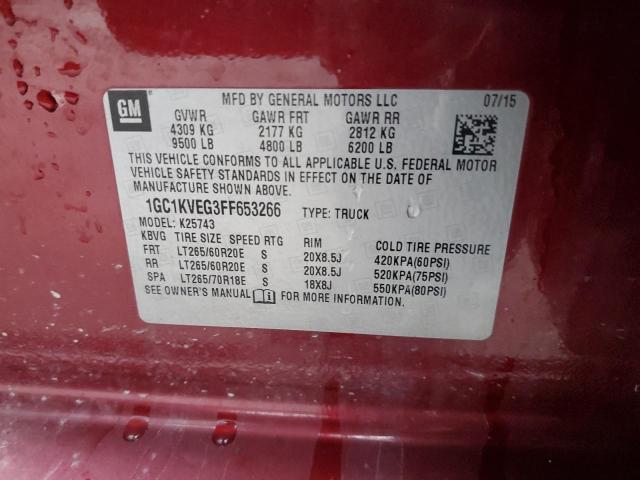 GM
MFD BY GENERAL MOTORS LLC 07/15
GVWR GAWR FRT GAWR RR
4309 KG 2177 KG 2812 KG
9500 LB 4800 LB 6200 LB
THIS VEHICLE CONFORMS TO ALL APPLICABLE U.S. FEDERAL MOTOR
VEHICLE SAFETY STANDARDS IN EFFECT ON THE DATE OF
MANUFACTURE SHOWN ABOVE.
1GC1KVEG3FF653266 TYPE: TRUCK
MODEL: K25743
KBVG TIRE SIZE SPEED RTG RIM COLD TIRE PRESSURE
FRT LT265/60R20E S 20X8.5J 420KPA(60PSI)
RR LT265/60R20E S 20X8.5J 520KPA(75PSI)
SPA LT265/70R18E S 18X8J 550KPA(80PSI)
SEE OWNER'S MANUAL FOR MORE INFORMATION.